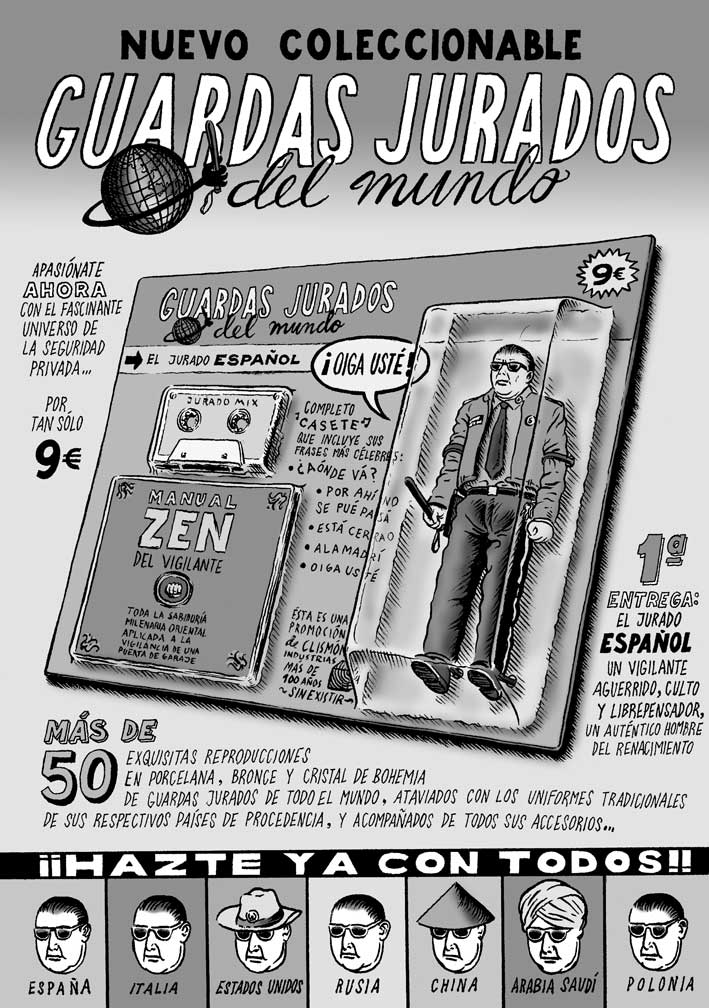 NUEVO COLECCIONABLE
GUARDAS JURADOS
del mundo
APASIÓNATE
AHORA
CON EL FASCINANTE
UNIVERSO DE
LA SEGURIDAD
PRIVADA...
POR
TAN SÓLO
9€
9€
GUARDAS JURADOS
del mundo
EL JURADO ESPAÑOL
¡OIGA USTÉ!
JURADO MIX
COMPLETO
"CASETE"
QUE INCLUYE SUS
FRASES MÁS CÉLEBRES:
• ¿AÓNDE VÁ?
• POR AHÍ NO
SE PUÉ PASÁ
• ESTÁ CERRAO
• ALAMADRÍ
• OIGA USTÉ
MANUAL
ZEN
DEL VIGILANTE
TODA LA SABIDURÍA
MILENARIA ORIENTAL
APLICADA A LA
VIGILANCIA DE UNA
PUERTA DE GARAJE
ÉSTA ES UNA
PROMOCIÓN
DE CLISMÓN
INDUSTRIAS
MAS DE
100 AÑOS
~SIN EXISTIR~
1ª
ENTREGA:
EL JURADO
ESPAÑOL
UN VIGILANTE
AGUERRIDO, CULTO
Y LIBREPENSADOR,
UN AUTÉNTICO HOMBRE
DEL RENACIMIENTO
MÁS DE
50 EXQUISITAS REPRODUCCIONES
EN PORCELANA, BRONCE Y CRISTAL DE BOHEMIA
DE GUARDAS JURADOS DE TODO EL MUNDO, ATAVIADOS CON LOS UNIFORMES TRADICIONALES
DE SUS RESPECTIVOS PAÍSES DE PROCEDENCIA, Y ACOMPAÑADOS DE TODOS SUS ACCESORIOS...
¡¡HAZTE YA CON TODOS!!
ESPAÑA
ITALIA
ESTADOS UNIDOS
RUSIA
CHINA
ARABIA SAUDÍ
POLONIA